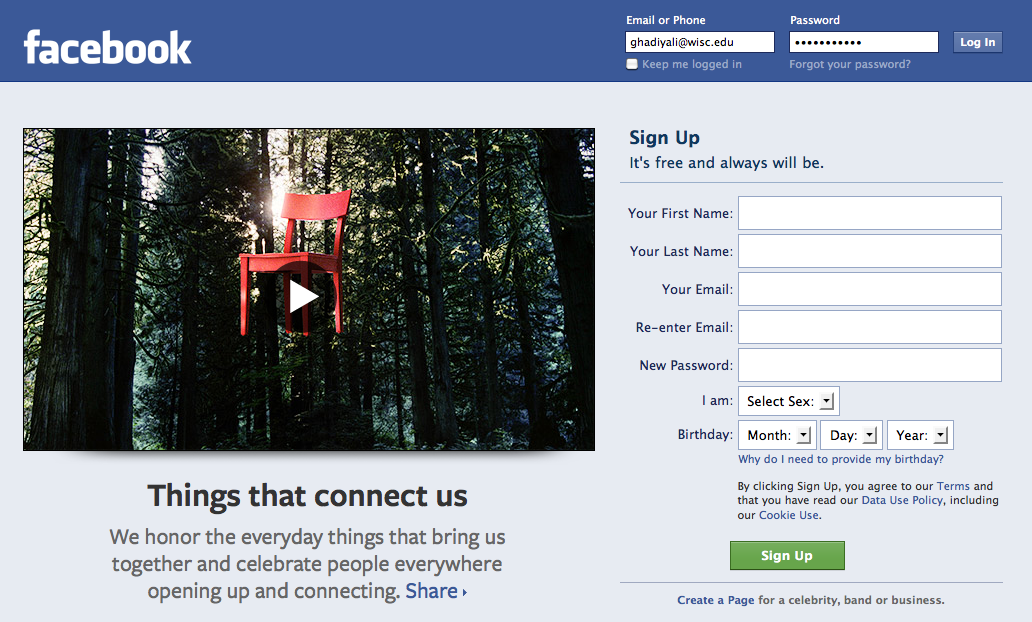 facebook
Email or Phone
Password
ghadiyali@wisc.edu
•••••••••••
Log In
Keep me logged in
Forgot your password?
Things that connect us
We honor the everyday things that bring us
together and celebrate people everywhere
opening up and connecting. Share ›
Sign Up
It's free and always will be.
Your First Name:
Your Last Name:
Your Email:
Re-enter Email:
New Password:
I am: Select Sex:
Birthday: Month: Day: Year:
Why do I need to provide my birthday?
By clicking Sign Up, you agree to our Terms and
that you have read our Data Use Policy, including
our Cookie Use.
Sign Up
Create a Page for a celebrity, band or business.